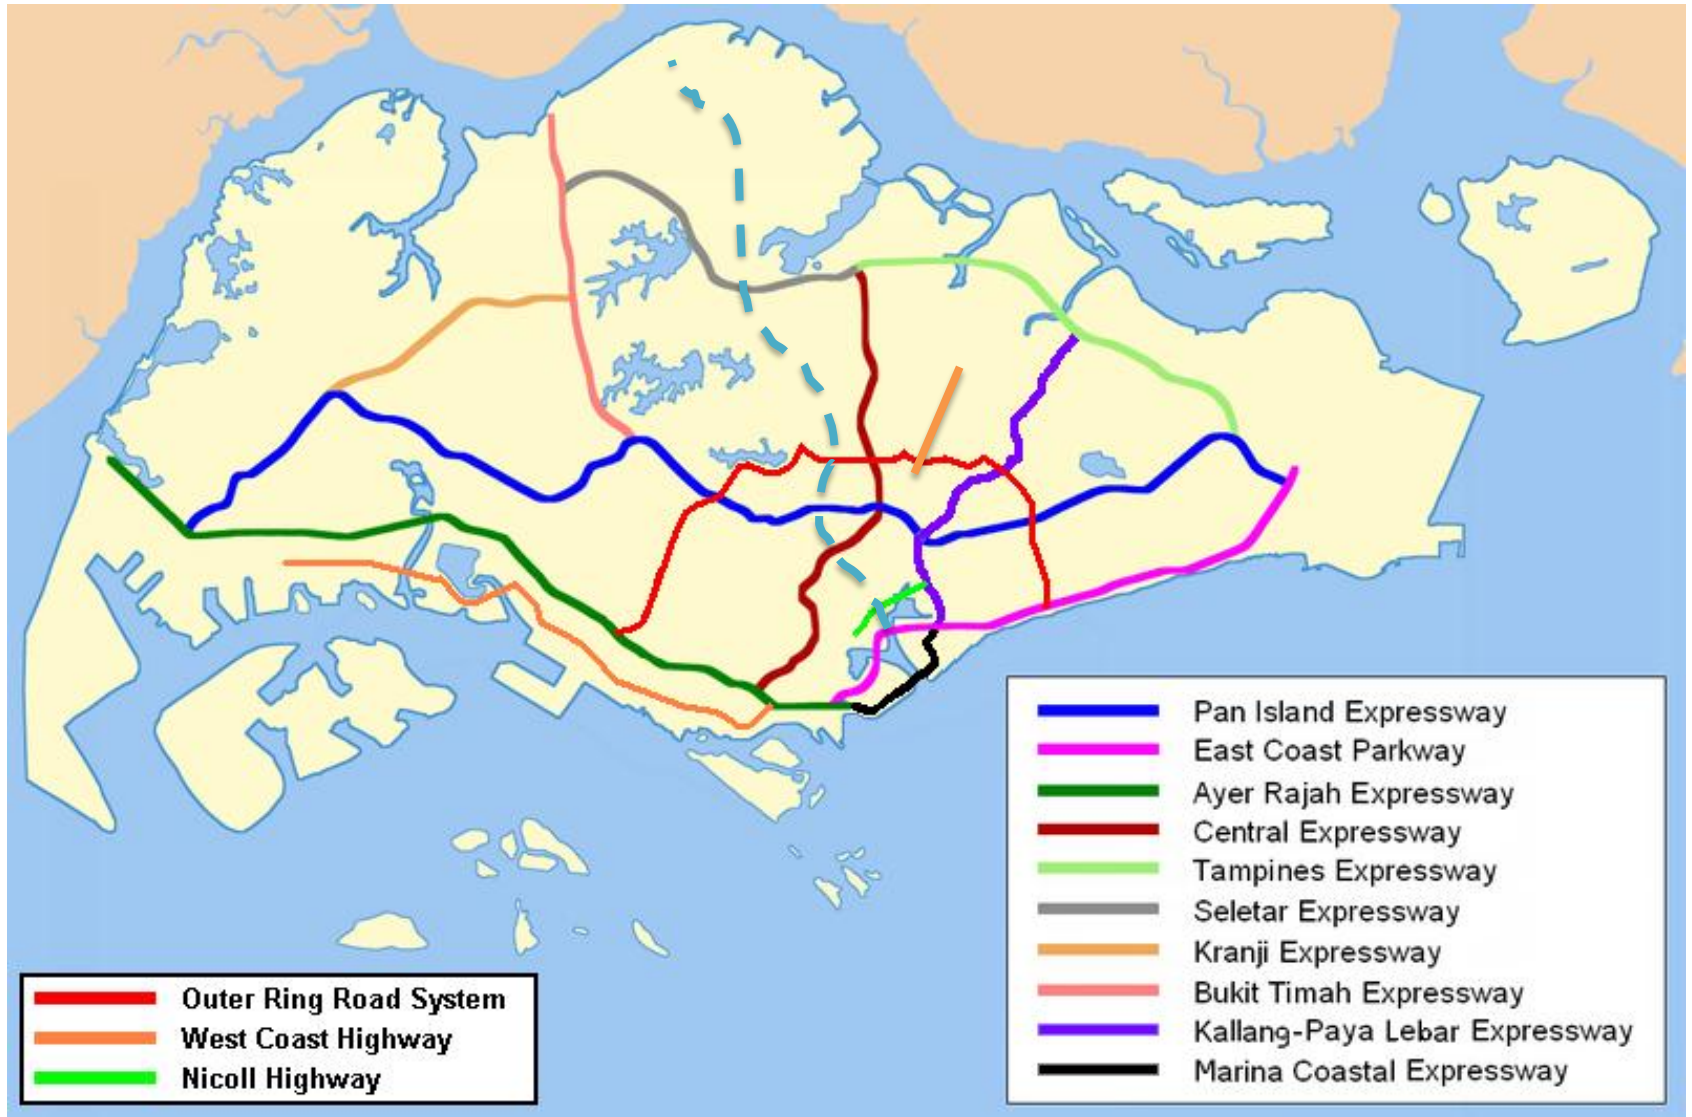 Pan Island Expressway
East Coast Parkway
Ayer Rajah Expressway
Central Expressway
Tampines Expressway
Seletar Expressway
Kranji Expressway
Bukit Timah Expressway
Kallang-Paya Lebar Expressway
Marina Coastal Expressway
Outer Ring Road System
West Coast Highway
Nicoll Highway